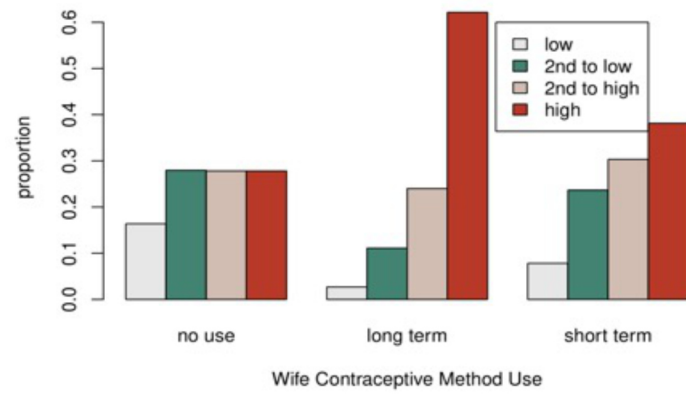 0.6
0.5
0.4
0.3
0.2
0.1
0.0
proportion
low
2nd to low
2nd to high
high
no use
long term
short term
Wife Contraceptive Method Use